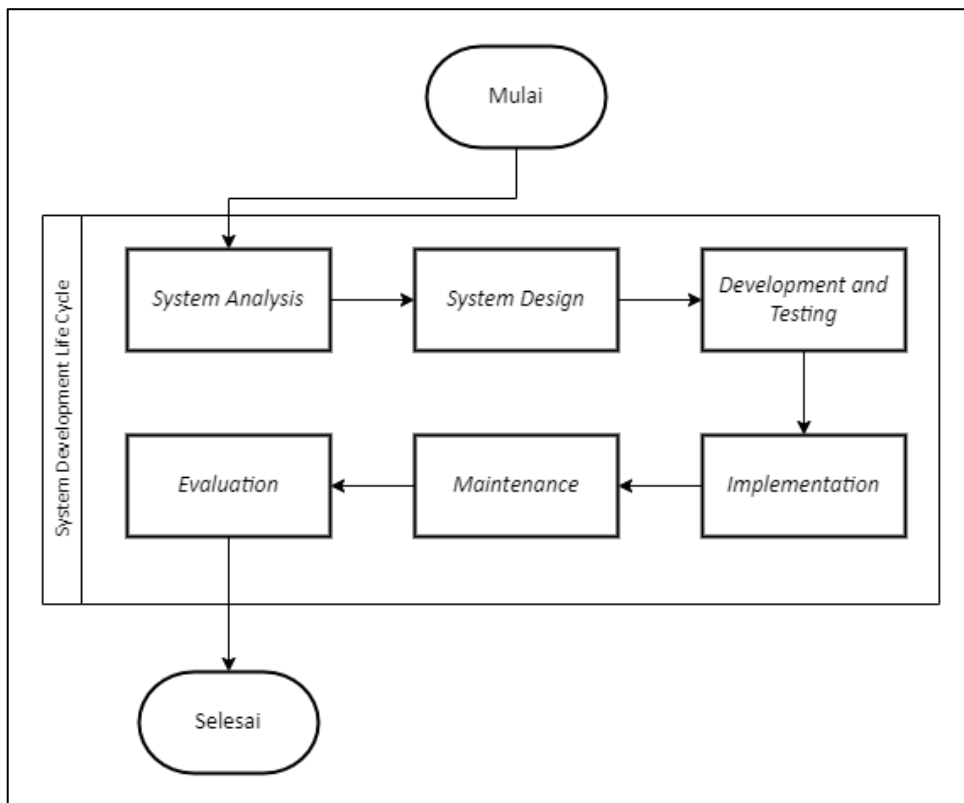 Mulai
System Development Life Cycle
System Analysis
System Design
Development and
Testing
Evaluation
Maintenance
Implementation
Selesai